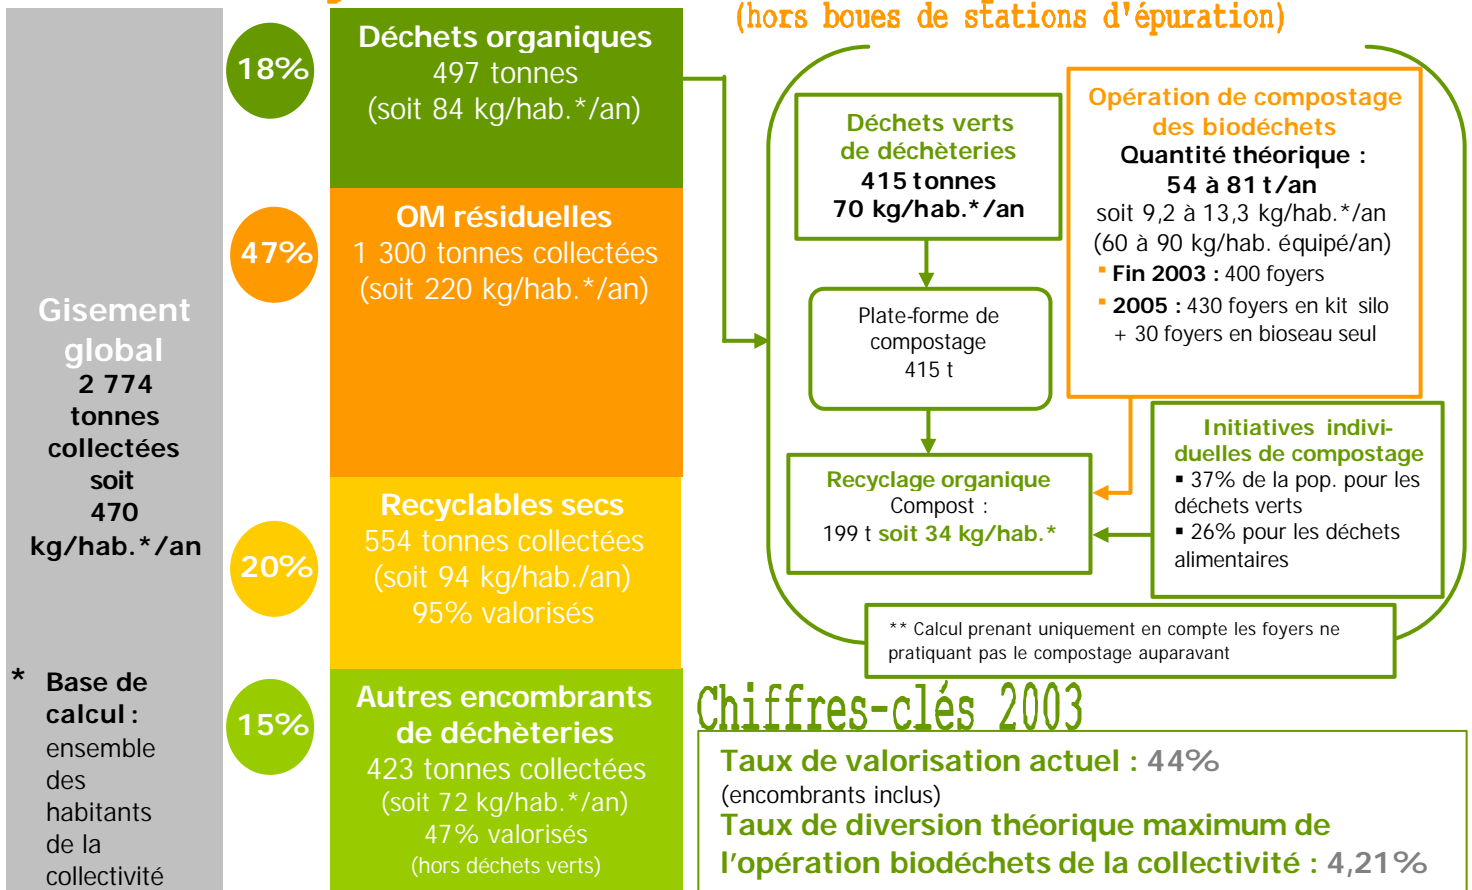 (hors boues de stations d'épuration)
Gisement
global
2 774
tonnes
collectées
soit
470
kg/hab.*/an
* Base de
calcul :
ensemble
des
habitants
de la
collectivité
18%
Déchets organiques
497 tonnes
(soit 84 kg/hab.*/an)
47%
OM résiduelles
1 300 tonnes collectées
(soit 220 kg/hab.*/an)
20%
Recyclables secs
554 tonnes collectées
(soit 94 kg/hab./an)
95% valorisés
15%
Autres encombrants
de déchèteries
423 tonnes collectées
(soit 72 kg/hab.*/an)
47% valorisés
(hors déchets verts)
Déchets verts
de déchèteries
415 tonnes
70 kg/hab.*/an
Plate-forme de
compostage
415 t
Recyclage organique
Compost :
199 t soit 34 kg/hab.*
Opération de compostage
des biodéchets
Quantité théorique :
54 à 81 t/an
soit 9,2 à 13,3 kg/hab.*/an
(60 à 90 kg/hab. équipé/an)
▪ Fin 2003 : 400 foyers
▪ 2005 : 430 foyers en kit silo
+ 30 foyers en bioseau seul
Initiatives indivi-
duelles de compostage
▪ 37% de la pop. pour les
déchets verts
▪ 26% pour les déchets
alimentaires
** Calcul prenant uniquement en compte les foyers ne
pratiquant pas le compostage auparavant
Chiffres-clés 2003
Taux de valorisation actuel : 44%
(encombrants inclus)
Taux de diversion théorique maximum de
l'opération biodéchets de la collectivité : 4,21%